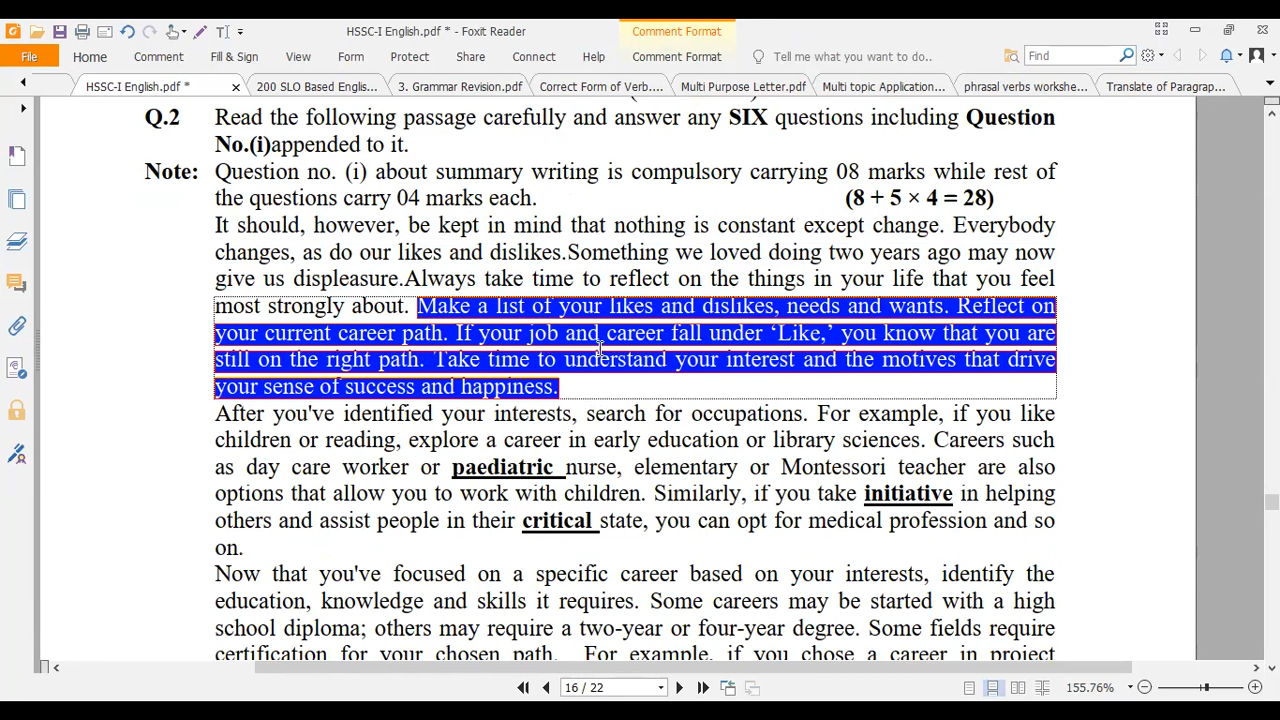 HSSC-I English.pdf * - Foxit Reader
Comment Format
File
Home
Comment
Fill & Sign
View
Form
Protect
Share
Connect
Help
Comment Format
Tell me what you want to do..
Find
HSSC-I English.pdf *
200 SLO Based Englis...
3. Grammar Revision.pdf
Correct Form of Verb....
Multi Purpose Letter.pdf
Multi topic Application...
phrasal verbs workshe...
Translate of Paragrap...
Q.2 Read the following passage carefully and answer any SIX questions including Question
No.(i)appended to it.
Note: Question no. (i) about summary writing is compulsory carrying 08 marks while rest of
the questions carry 04 marks each. (8 + 5 × 4 = 28)
It should, however, be kept in mind that nothing is constant except change. Everybody
changes, as do our likes and dislikes.Something we loved doing two years ago may now
give us displeasure.Always take time to reflect on the things in your life that you feel
most strongly about. Make a list of your likes and dislikes, needs and wants. Reflect on
your current career path. If your job and career fall under ‘Like,’ you know that you are
still on the right path. Take time to understand your interest and the motives that drive
your sense of success and happiness.
After you've identified your interests, search for occupations. For example, if you like
children or reading, explore a career in early education or library sciences. Careers such
as day care worker or paediatric nurse, elementary or Montessori teacher are also
options that allow you to work with children. Similarly, if you take initiative in helping
others and assist people in their critical state, you can opt for medical profession and so
on.
Now that you've focused on a specific career based on your interests, identify the
education, knowledge and skills it requires. Some careers may be started with a high
school diploma; others may require a two-year or four-year degree. Some fields require
certification for your chosen path. For example, if you chose a career in project
16 / 22
155.76%